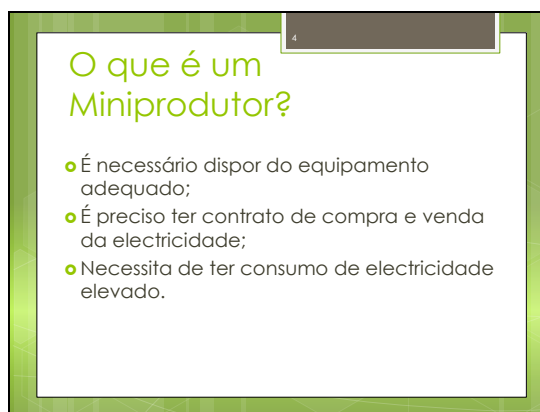 4
O que é um
Miniprodutor?
É necessário dispor do equipamento
adequado;
É preciso ter contrato de compra e venda
da electricidade;
Necessita de ter consumo de electricidade
elevado.